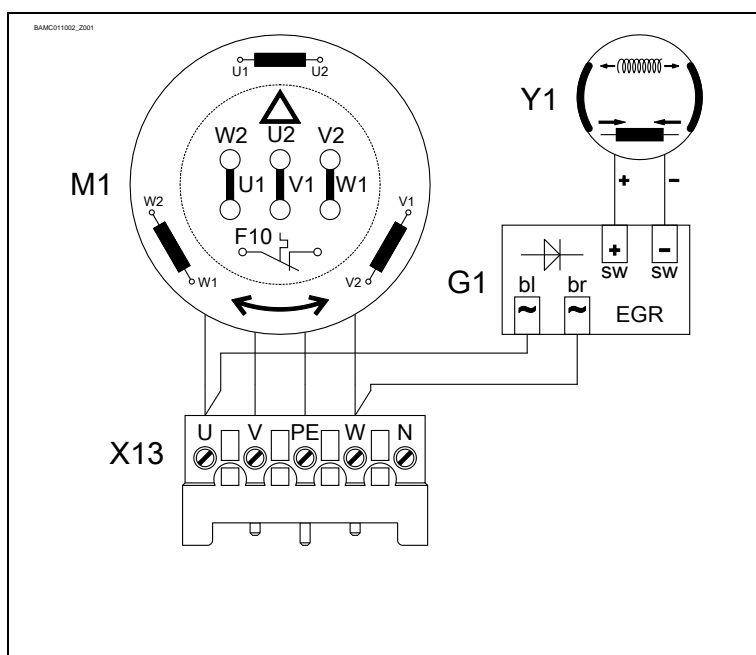 BAMC011002_Z001
U1 U2
Y1
W2 U2 V2
U1 V1 W1
M1
W2
V1
+ -
F10
W1
V2
G1
+ -
sw sw
bl br
~ ~
EGR
X13
U V PE W N